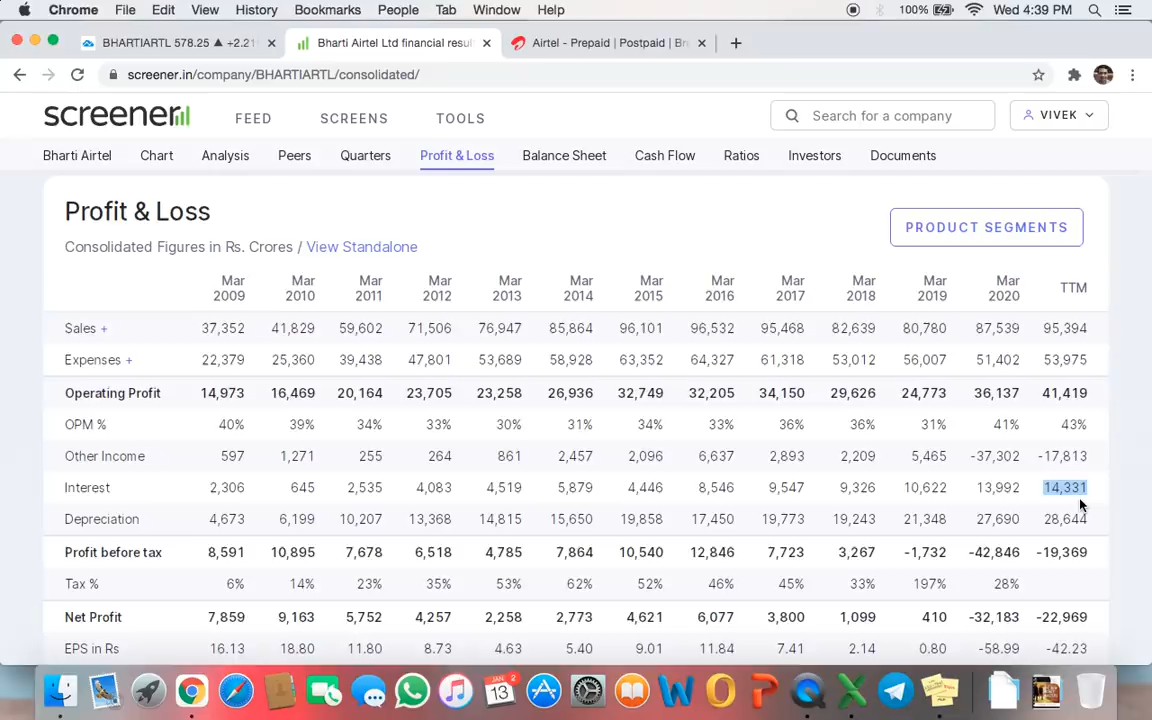 Chrome File Edit View History Bookmarks People Tab Window Help 100% Wed 4:39 PM
BHARTIARTL 578.25 ▲ +2.21 × Bharti Airtel Ltd financial resu × Airtel - Prepaid | Postpaid | Br × +
screener.in/company/BHARTIARTL/consolidated/
screener FEED SCREENS TOOLS Search for a company VIVEK
Bharti Airtel Chart Analysis Peers Quarters Profit & Loss Balance Sheet Cash Flow Ratios Investors Documents
Profit & Loss
PRODUCT SEGMENTS
Consolidated Figures in Rs. Crores / View Standalone
Mar Mar Mar Mar Mar Mar Mar Mar Mar Mar Mar Mar
2009 2010 2011 2012 2013 2014 2015 2016 2017 2018 2019 2020 TTM
Sales + 37,352 41,829 59,602 71,506 76,947 85,864 96,101 96,532 95,468 82,639 80,780 87,539 95,394
Expenses + 22,379 25,360 39,438 47,801 53,689 58,928 63,352 64,327 61,318 53,012 56,007 51,402 53,975
Operating Profit 14,973 16,469 20,164 23,705 23,258 26,936 32,749 32,205 34,150 29,626 24,773 36,137 41,419
OPM % 40% 39% 34% 33% 30% 31% 34% 33% 36% 36% 31% 41% 43%
Other Income 597 1,271 255 264 861 2,457 2,096 6,637 2,893 2,209 5,465 -37,302 -17,813
Interest 2,306 645 2,535 4,083 4,519 5,879 4,446 8,546 9,547 9,326 10,622 13,992 14,331
Depreciation 4,673 6,199 10,207 13,368 14,815 15,650 19,858 17,450 19,773 19,243 21,348 27,690 28,644
Profit before tax 8,591 10,895 7,678 6,518 4,785 7,864 10,540 12,846 7,723 3,267 -1,732 -42,846 -19,369
Tax % 6% 14% 23% 35% 53% 62% 52% 46% 45% 33% 197% 28%
Net Profit 7,859 9,163 5,752 4,257 2,258 2,773 4,621 6,077 3,800 1,099 410 -32,183 -22,969
EPS in Rs 16.13 18.80 11.80 8.73 4.63 5.40 9.01 11.84 7.41 2.14 0.80 -58.99 -42.23
JAN 2
13